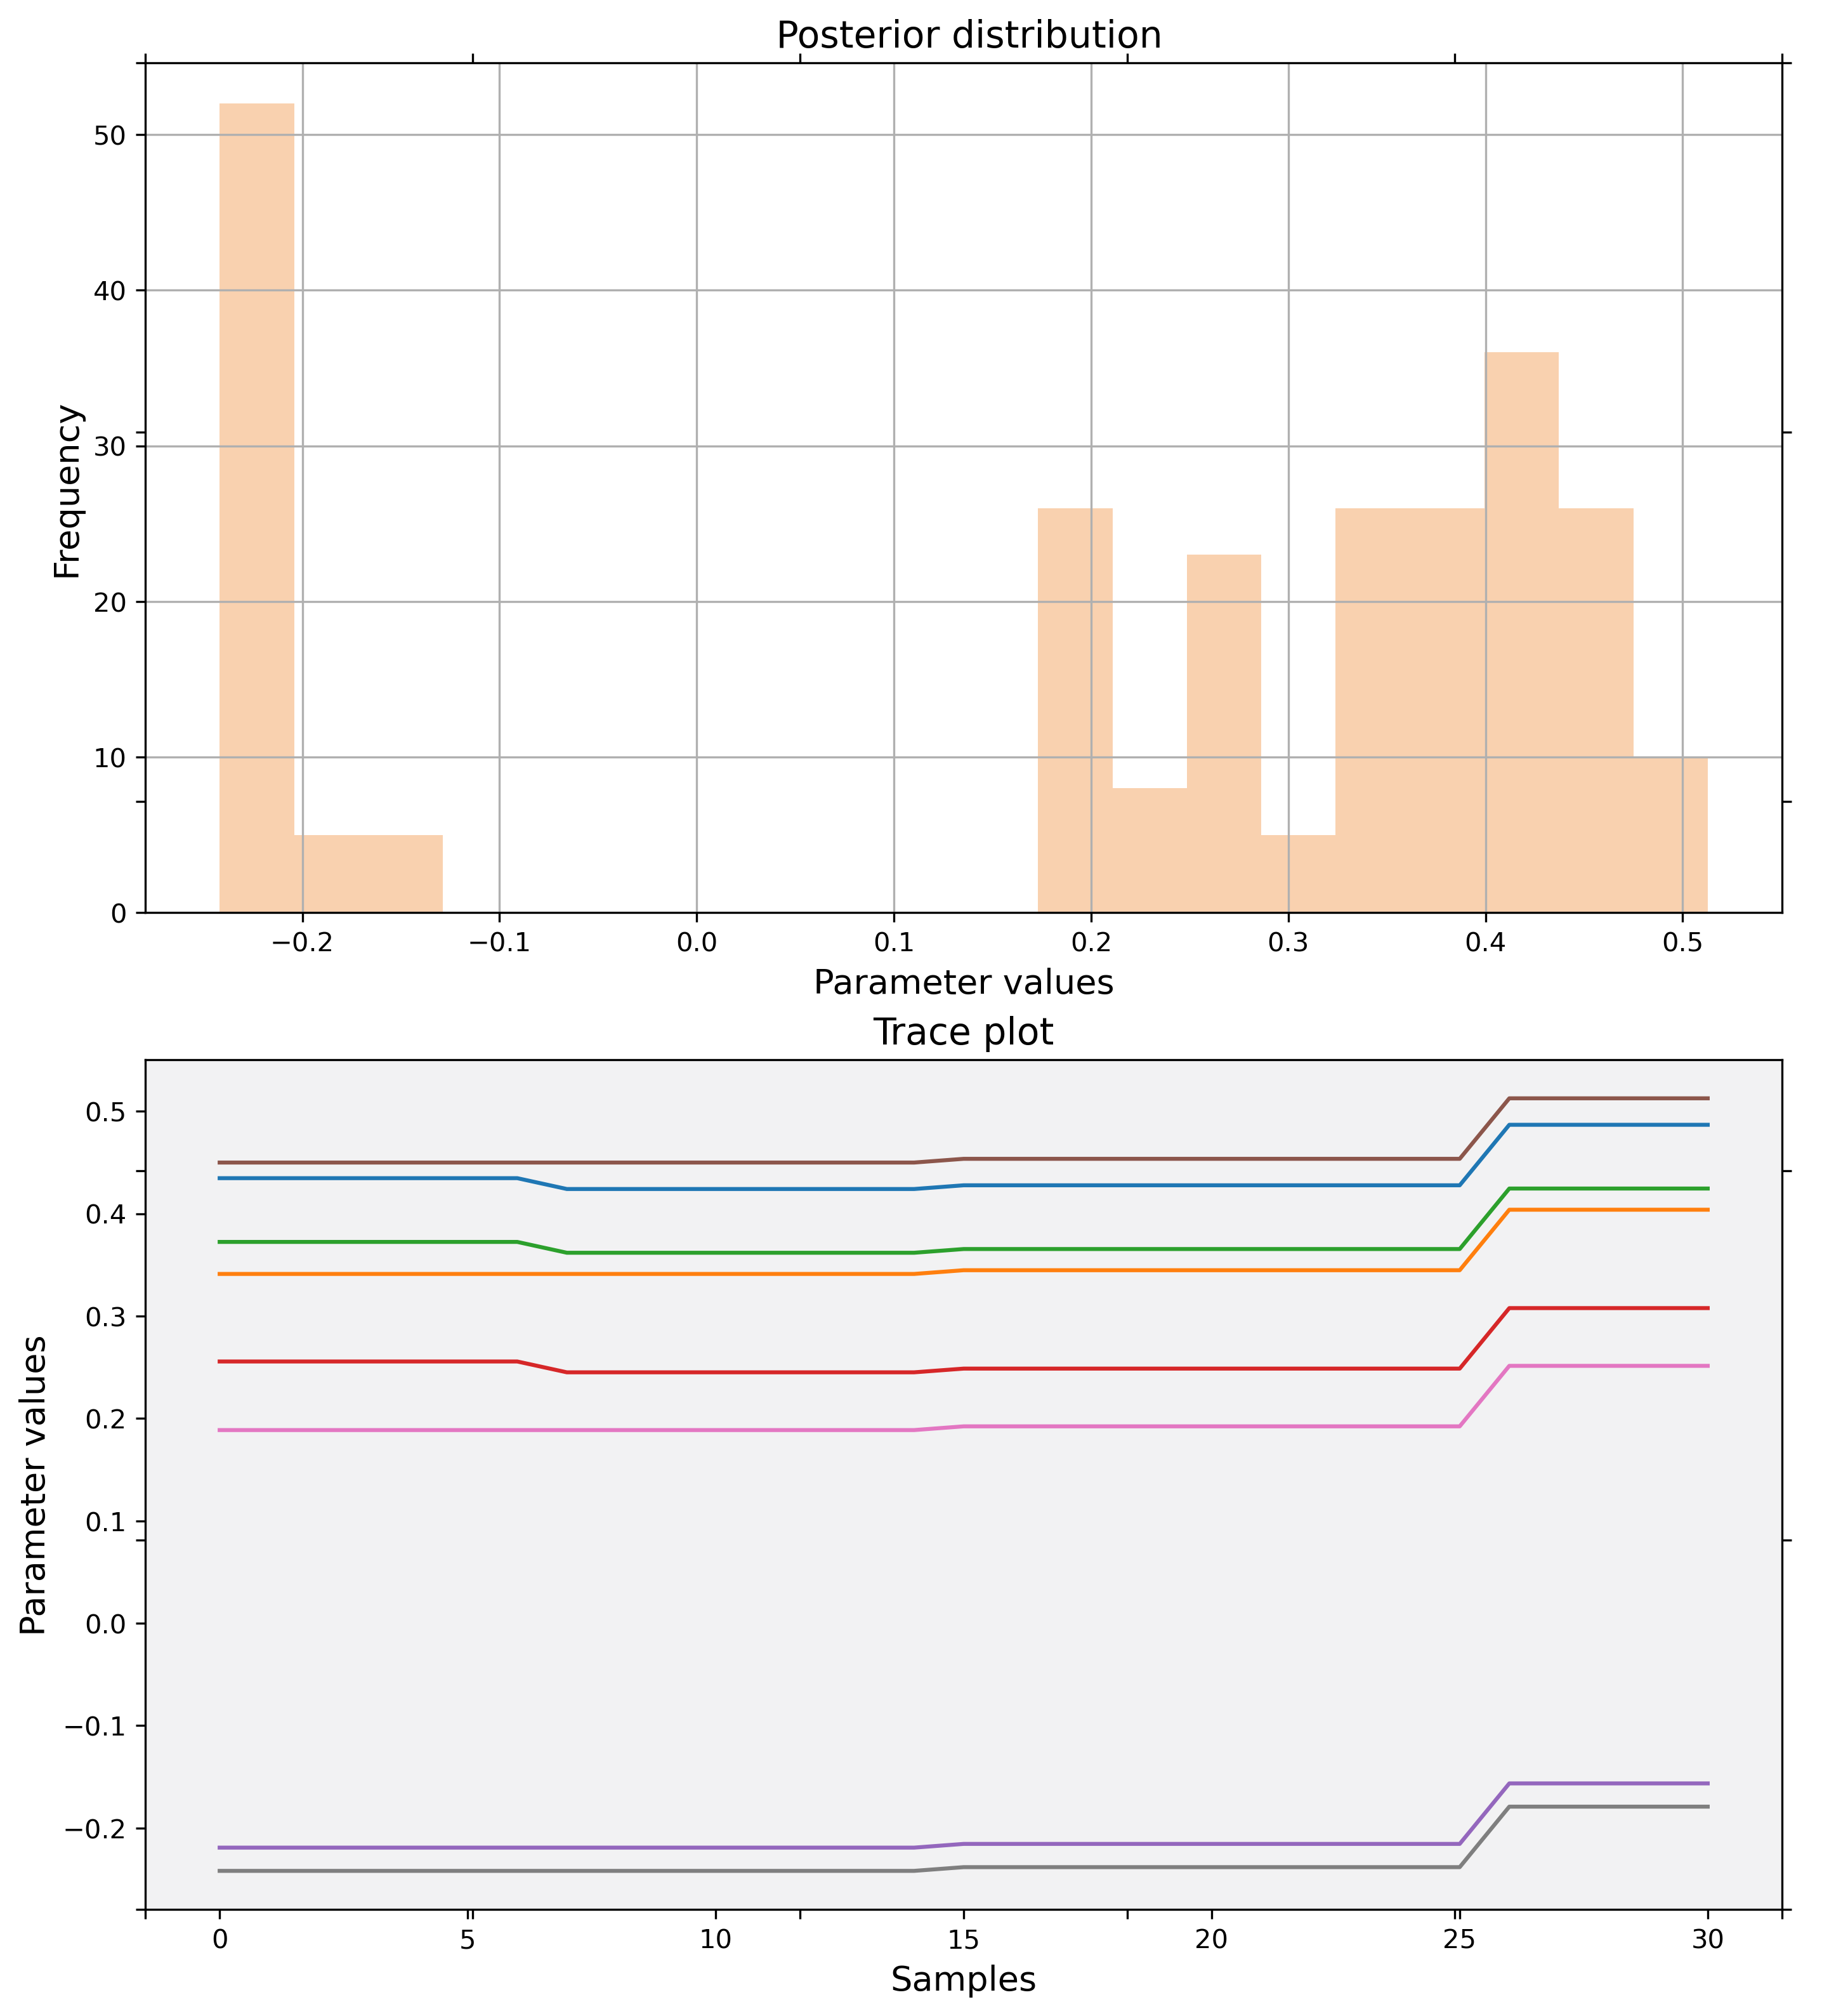 Posterior distribution
50
40
30
20
10
0
Frequency
−0.2 −0.1 0.0 0.1 0.2 0.3 0.4 0.5
Parameter values
Trace plot
0.5
0.4
0.3
0.2
0.1
0.0
−0.1
−0.2
Parameter values
0 5 10 15 20 25 30
Samples